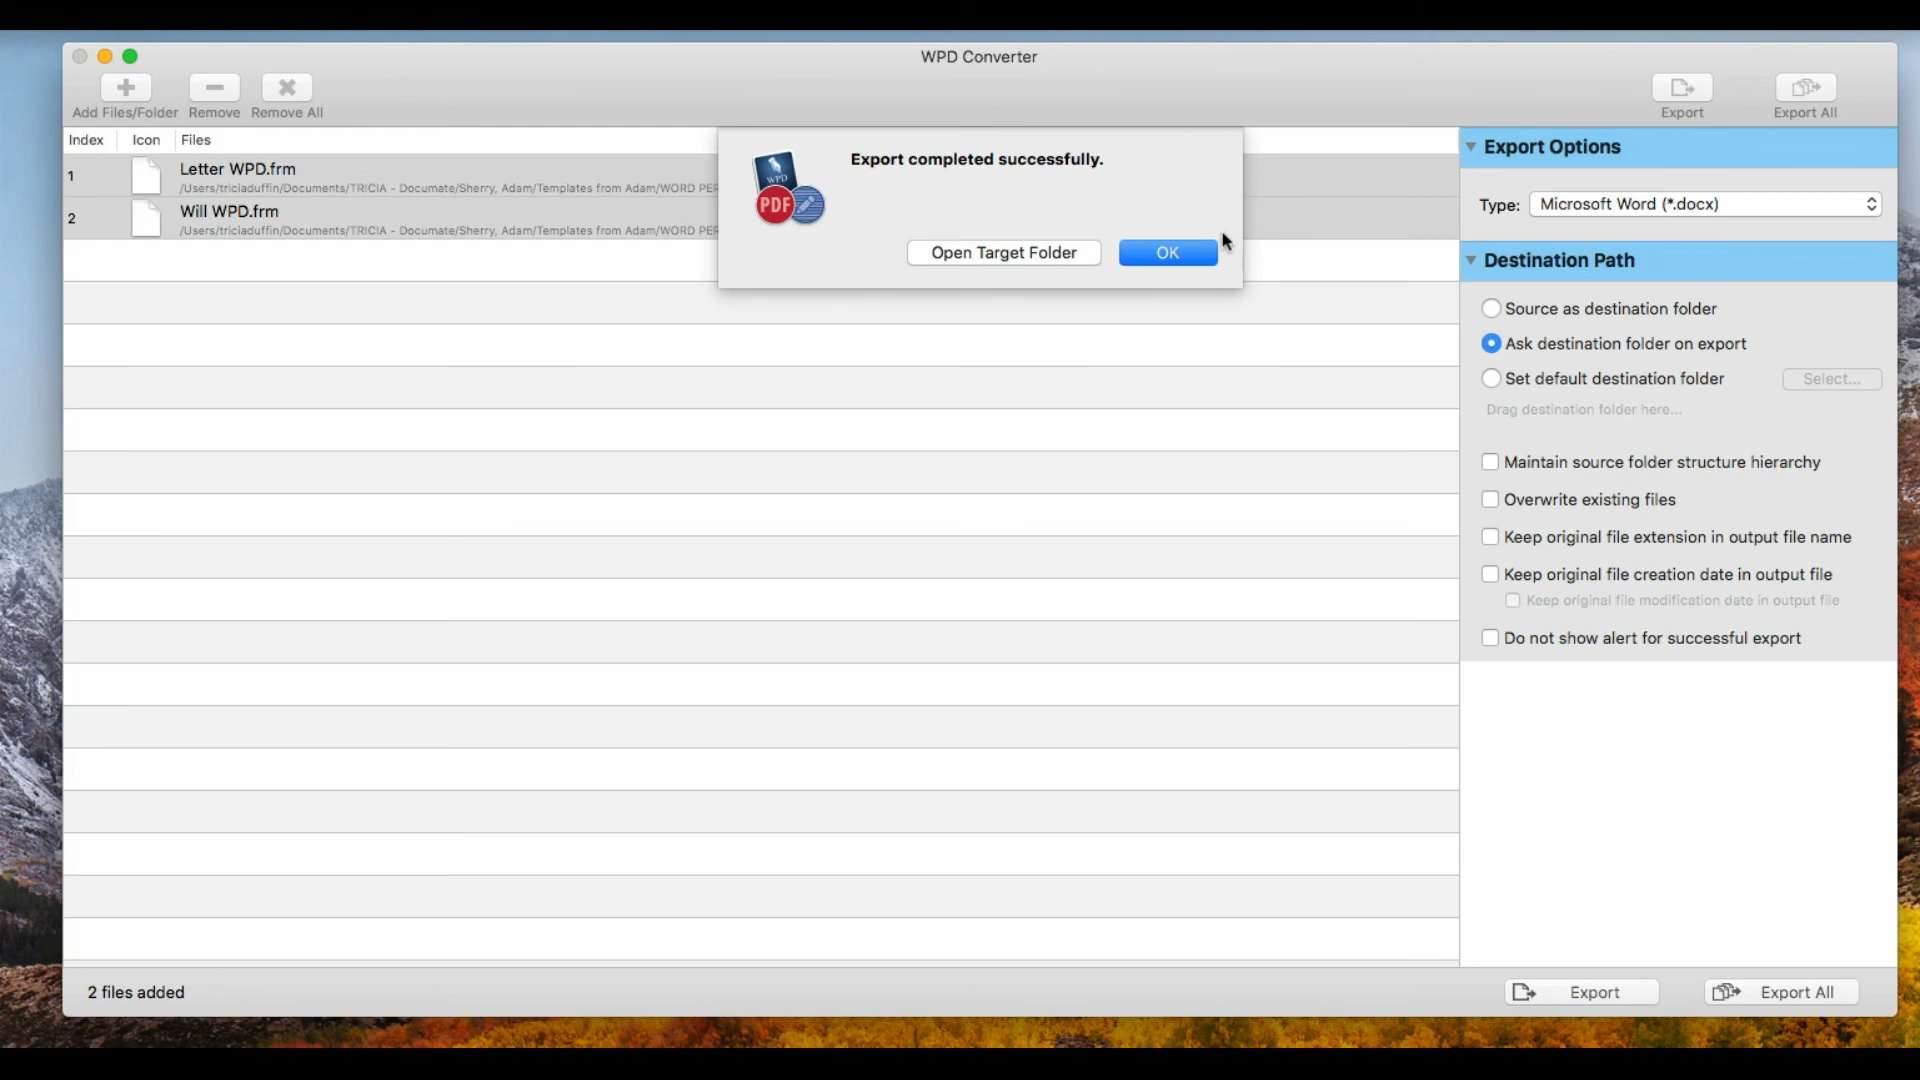 WPD Converter
Add Files/Folder Remove Remove All Export Export All
Index Icon Files
1 Letter WPD.frm
/Users/triciaduffin/Documents/TRICIA - Documate/Sherry, Adam/Templates from Adam/WORD PER
2 Will WPD.frm
/Users/triciaduffin/Documents/TRICIA - Documate/Sherry, Adam/Templates from Adam/WORD PER
WPD
PDF
Export completed successfully.
Open Target Folder OK
Export Options
Type: Microsoft Word (*.docx)
Destination Path
Source as destination folder
Ask destination folder on export
Set default destination folder Select...
Drag destination folder here...
Maintain source folder structure hierarchy
Overwrite existing files
Keep original file extension in output file name
Keep original file creation date in output file
Keep original file modification date in output file
Do not show alert for successful export
2 files added Export Export All